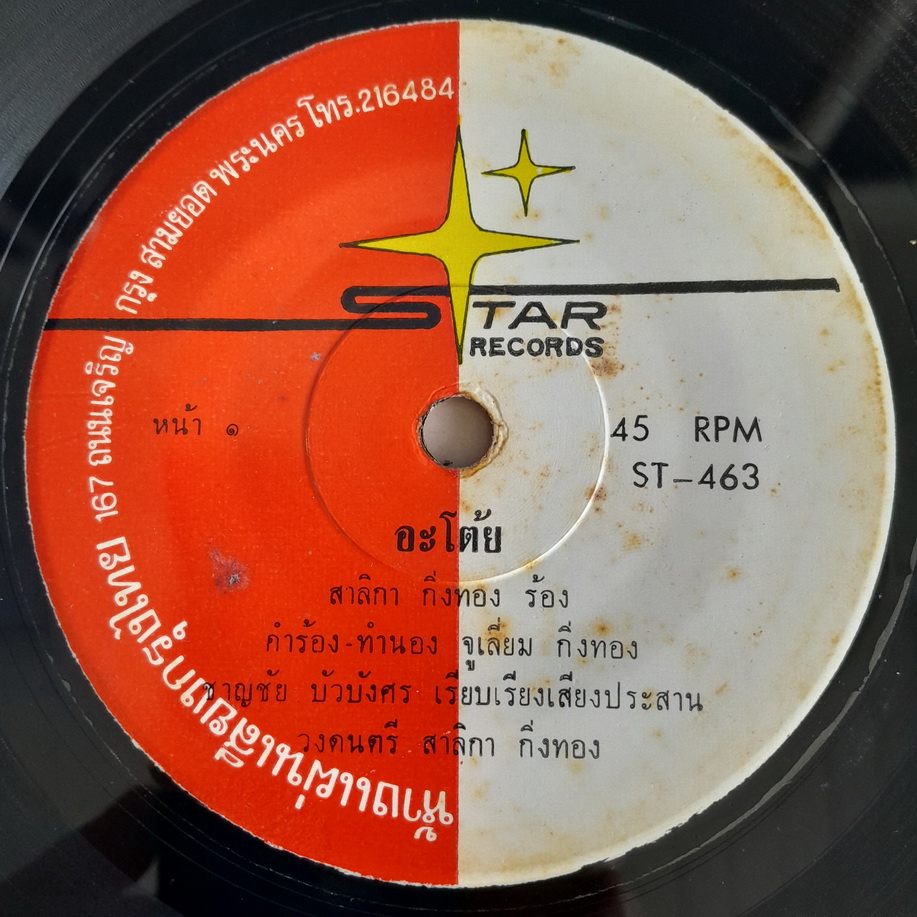 ห้างแผ่นเสียงกรุงไทย 167 ถนนเจริญ กรุง สามยอด พระนคร โทร.216484
STAR
RECORDS
หน้า ๑
45 RPM
ST-463
อะโต้ย
สาลิกา กิ่งทอง ร้อง
คำร้อง-ทำนอง จูเลี่ยม กิ่งทอง
ชาญชัย บัวบังศร เรียบเรียงเสียงประสาน
วงดนตรี สาลิกา กิ่งทอง